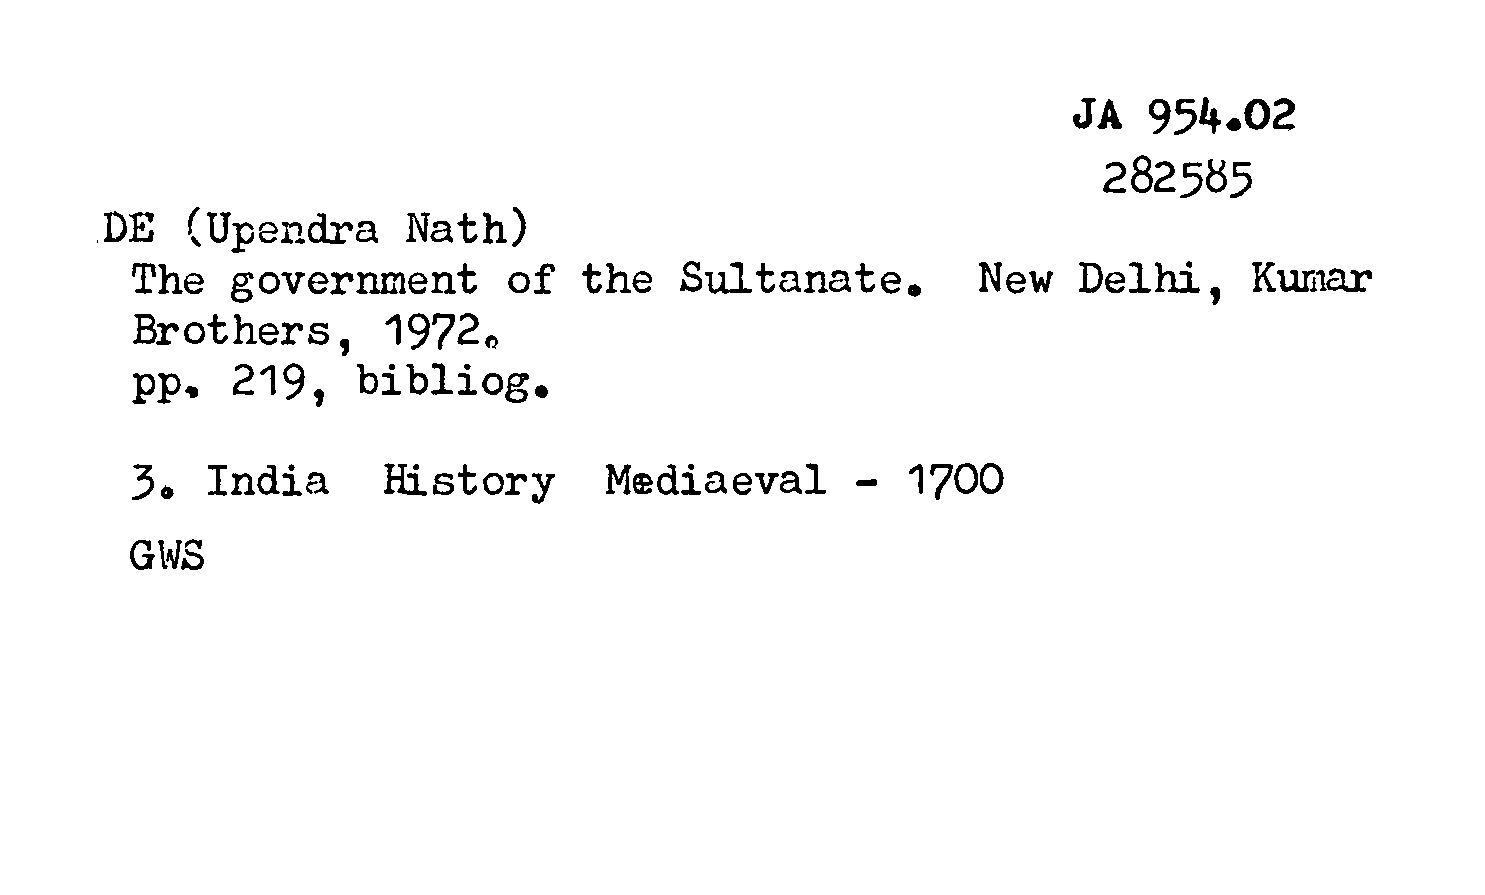 JA 954.02
282585
DE (Upendra Nath)
The government of the Sultanate. New Delhi, Kumar
Brothers, 1972.
pp. 219, bibliog.
3. India History Mediaeval - 1700
GWS